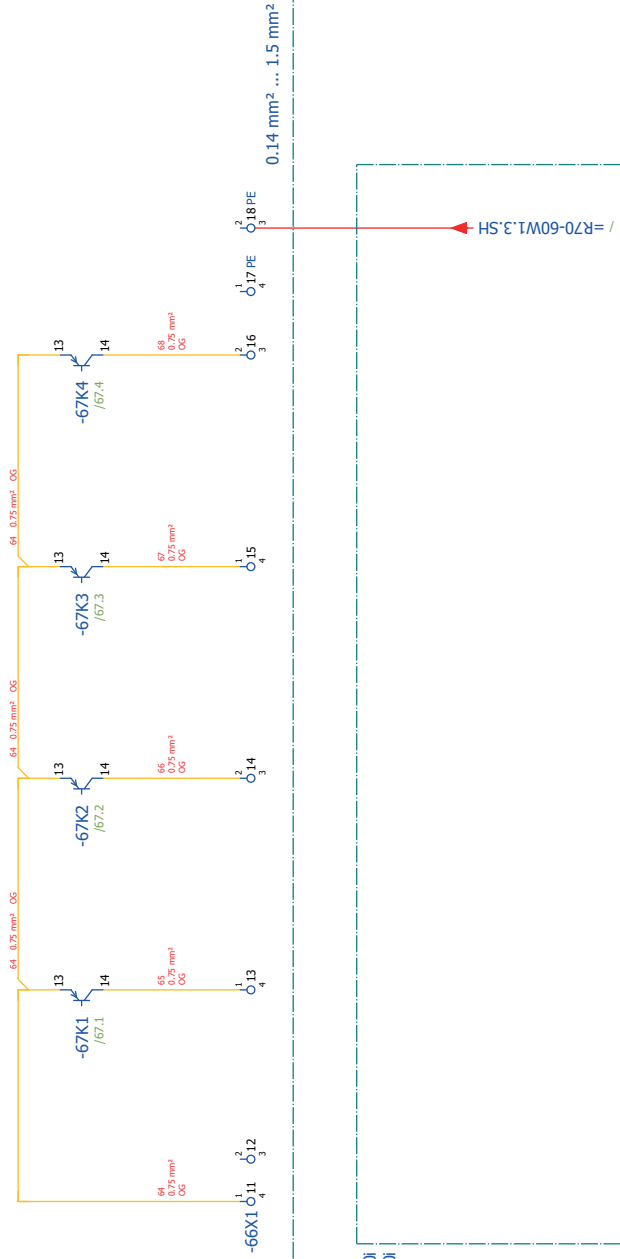 0.14 mm² ... 1.5 mm²
2
18 PE
3
=R70-60W1.3.SH
/
1
17 PE
4
13
14
-67K4
/67.4
68
0.75 mm²
OG
2
16
3
64 0.75 mm² OG
13
14
-67K3
/67.3
67
0.75 mm²
OG
1
15
4
64 0.75 mm² OG
13
14
-67K2
/67.2
66
0.75 mm²
OG
2
14
3
64 0.75 mm² OG
13
14
-67K1
/67.1
65
0.75 mm²
OG
1
13
4
2
12
3
64
0.75 mm²
OG
1
11
4
-66X1